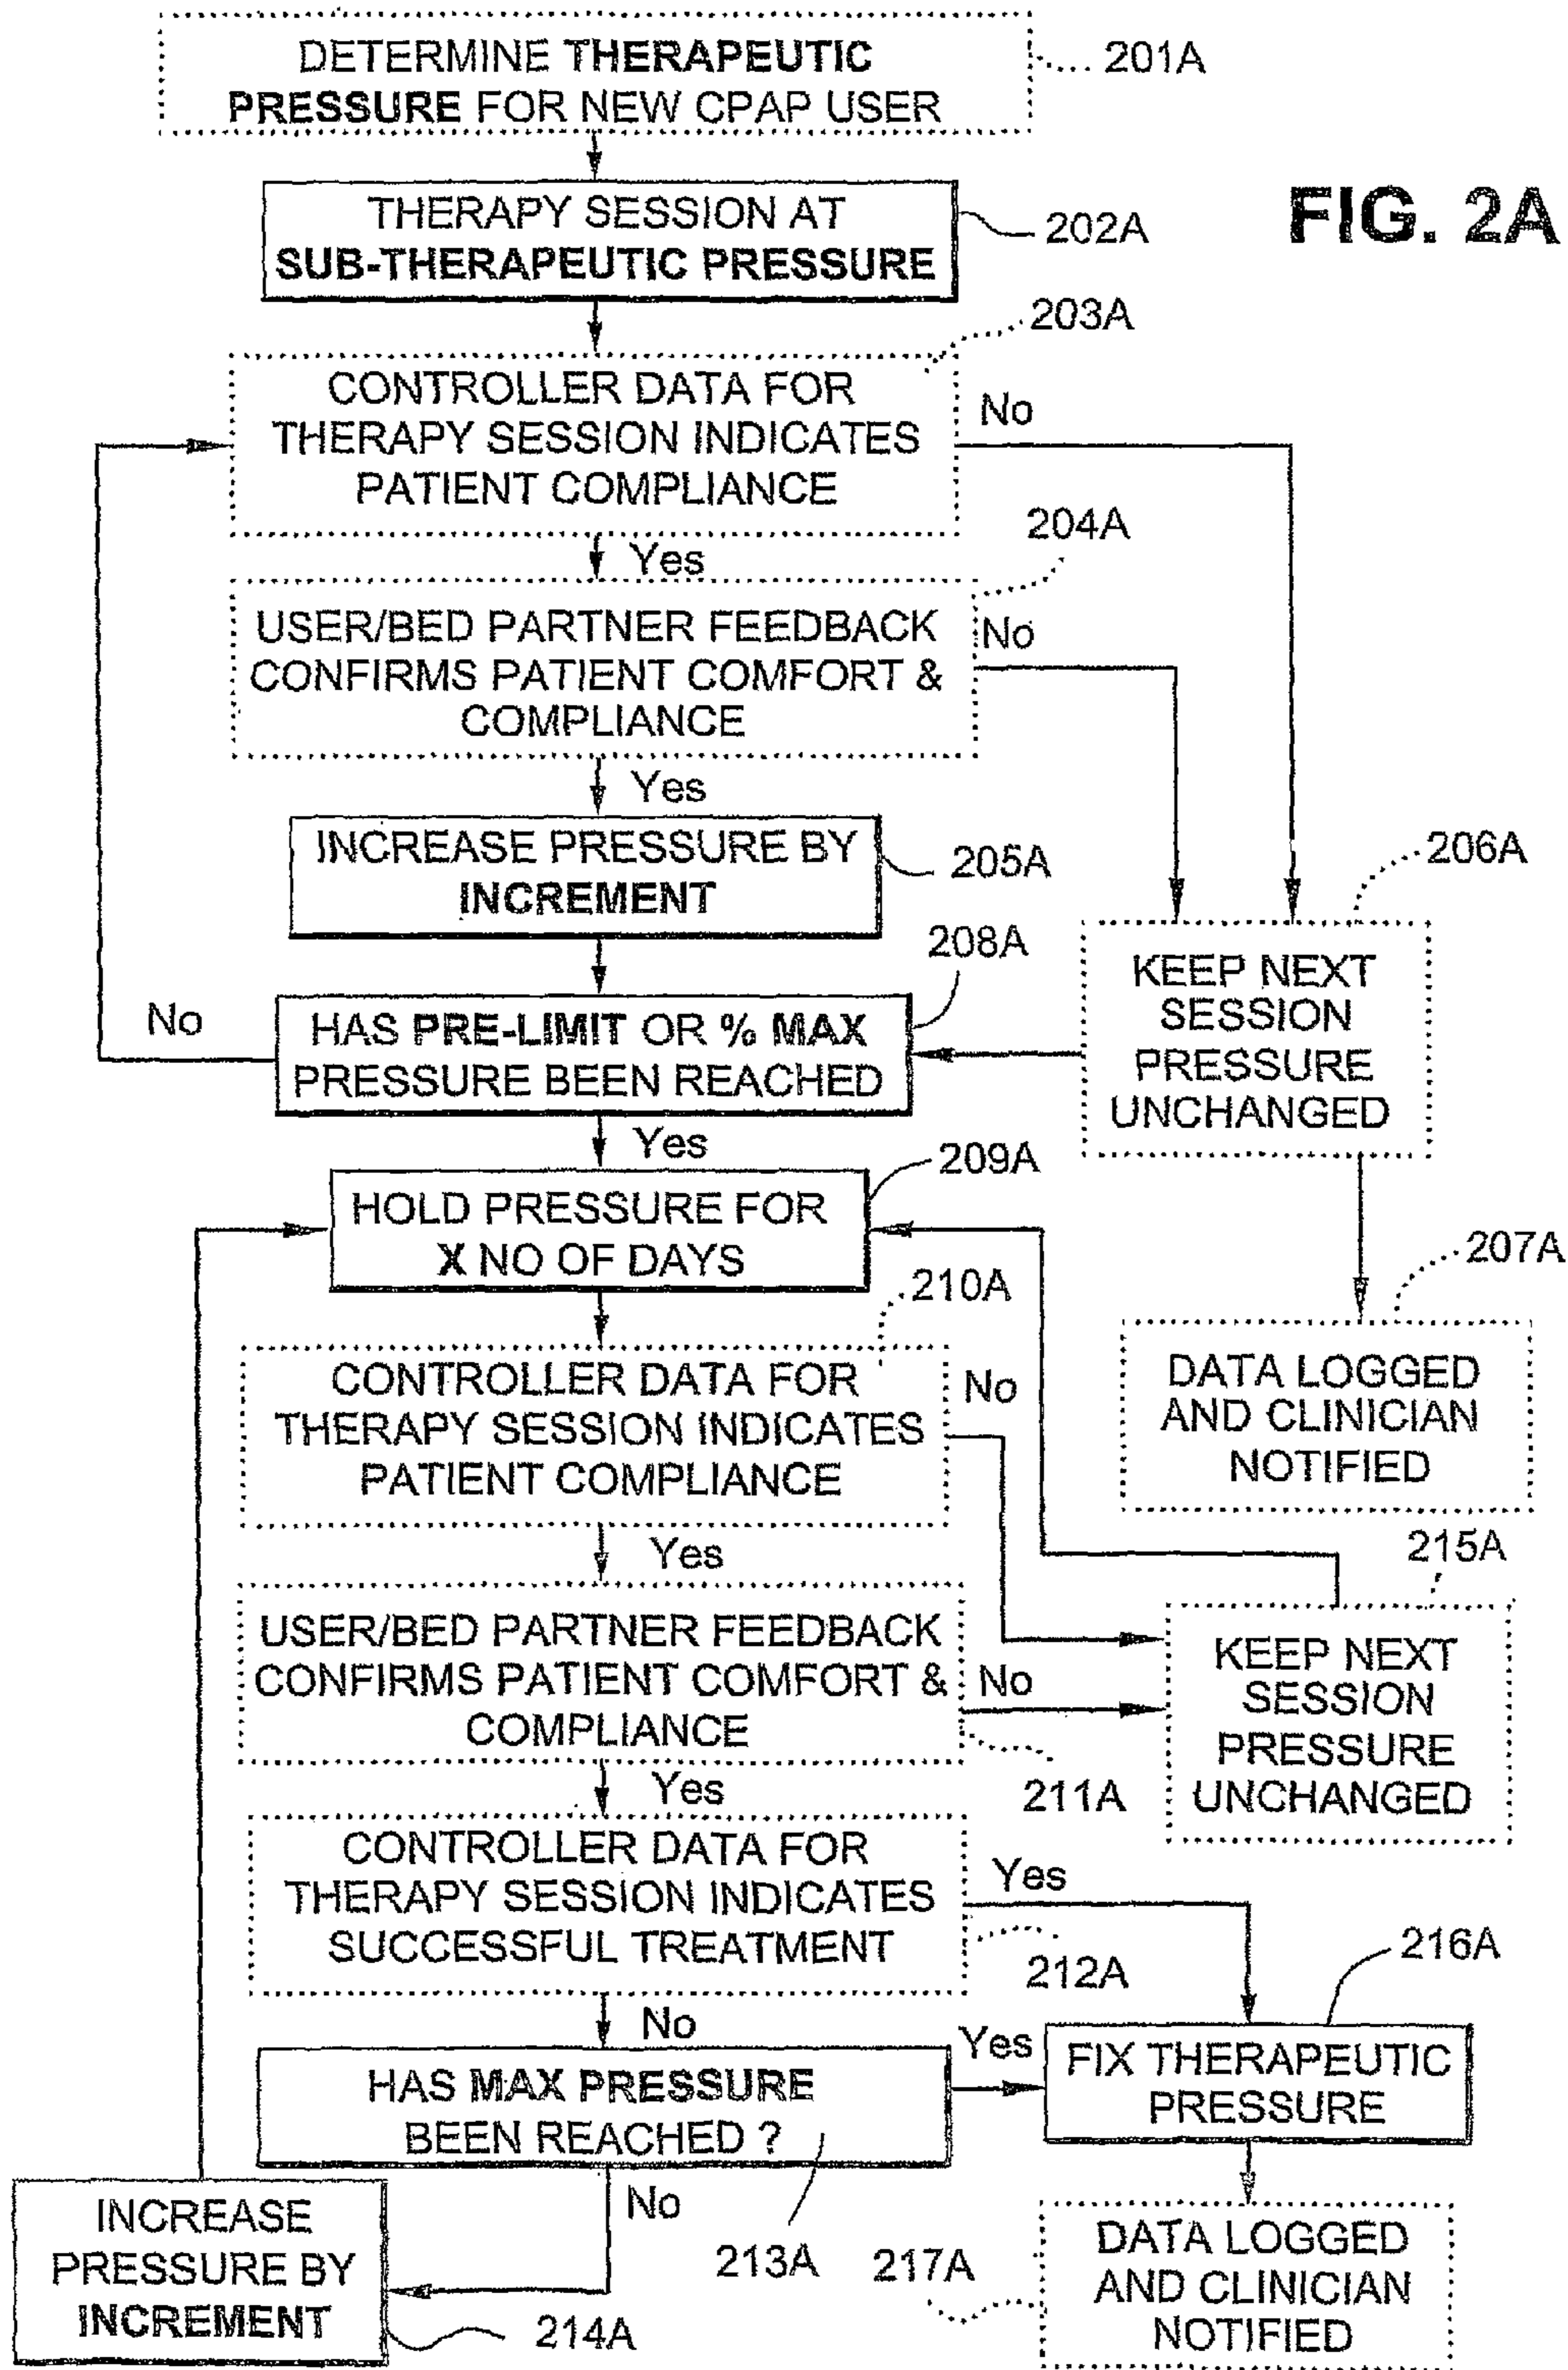 DETERMINE THERAPEUTIC
PRESSURE FOR NEW CPAP USER
201A
FIG. 2A
THERAPY SESSION AT
SUB-THERAPEUTIC PRESSURE
202A
203A
CONTROLLER DATA FOR
THERAPY SESSION INDICATES
PATIENT COMPLIANCE
No
Yes
204A
USER/BED PARTNER FEEDBACK
CONFIRMS PATIENT COMFORT &
COMPLIANCE
No
Yes
INCREASE PRESSURE BY
INCREMENT
205A
206A
KEEP NEXT
SESSION
PRESSURE
UNCHANGED
208A
No
HAS PRE-LIMIT OR % MAX
PRESSURE BEEN REACHED
Yes
209A
HOLD PRESSURE FOR
X NO OF DAYS
207A
DATA LOGGED
AND CLINICIAN
NOTIFIED
210A
CONTROLLER DATA FOR
THERAPY SESSION INDICATES
PATIENT COMPLIANCE
No
Yes
215A
KEEP NEXT
SESSION
PRESSURE
UNCHANGED
USER/BED PARTNER FEEDBACK
CONFIRMS PATIENT COMFORT &
COMPLIANCE
No
211A
Yes
CONTROLLER DATA FOR
THERAPY SESSION INDICATES
SUCCESSFUL TREATMENT
Yes
212A
216A
No
HAS MAX PRESSURE
BEEN REACHED ?
Yes
FIX THERAPEUTIC
PRESSURE
No
213A
INCREASE
PRESSURE BY
INCREMENT
214A
217A
DATA LOGGED
AND CLINICIAN
NOTIFIED